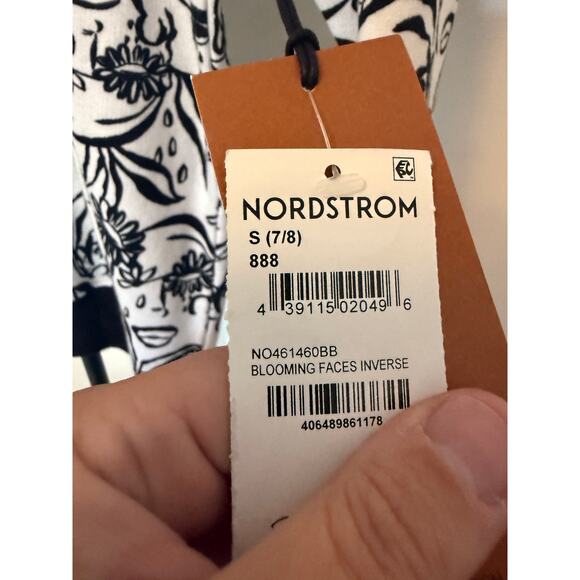 NORDSTROM
S (7/8)
888
4 39115 02049 6
NO461460BB
BLOOMING FACES INVERSE
406489861178